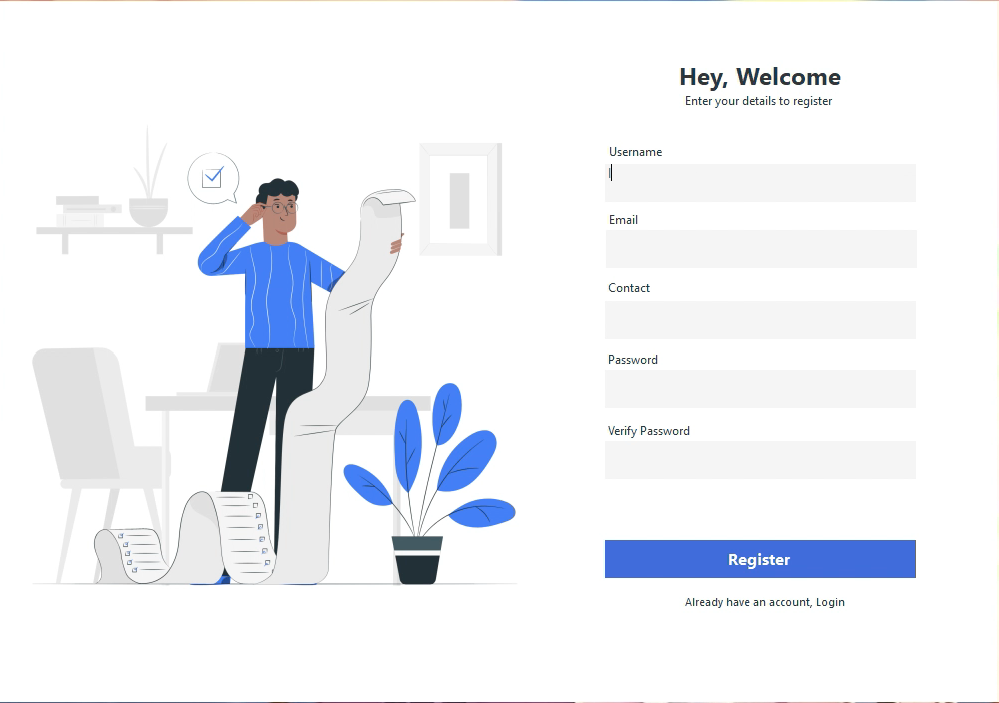 Hey, Welcome
Enter your details to register
Username
Email
Contact
Password
Verify Password
Register
Already have an account, Login